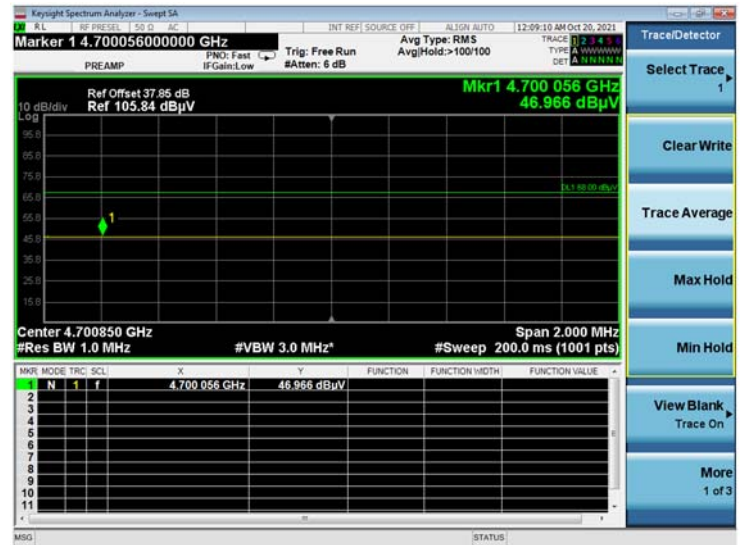 Keysight Spectrum Analyzer - Swept SA
RL RF PRESEL 50 Ω AC INT REF SOURCE OFF ALIGN AUTO 12:09:10 AM Oct 20, 2021
Marker 1 4.700056000000 GHz
PREAMP
PNO: Fast
IFGain:Low
Trig: Free Run
#Atten: 6 dB
Avg Type: RMS
Avg|Hold:>100/100
TRACE 1 2 3 4 5 6
TYPE A WWWWW
DET A NNNNN
Mkr1 4.700 056 GHz
46.966 dBµV
Ref Offset 37.85 dB
10 dB/div Ref 105.84 dBµV
Log
95.8
85.8
75.8
DL1 68.00 dBµV
65.8
55.8
1
45.8
35.8
25.8
15.8
Center 4.700850 GHz Span 2.000 MHz
#Res BW 1.0 MHz #VBW 3.0 MHz* #Sweep 200.0 ms (1001 pts)
MKR MODE TRC SCL X Y FUNCTION FUNCTION WIDTH FUNCTION VALUE
1 N 1 f 4.700 056 GHz 46.966 dBµV
2
3
4
5
6
7
8
9
10
11
MSG STATUS
Trace/Detector
Select Trace
1
Clear Write
Trace Average
Max Hold
Min Hold
View Blank
Trace On
More
1 of 3